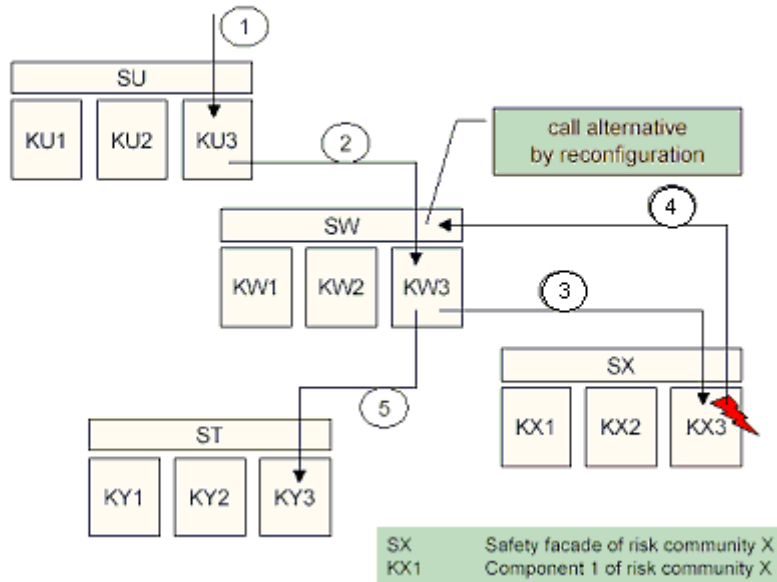 1
SU
KU1 KU2 KU3
2
call alternative
by reconfiguration
4
SW
KW1 KW2 KW3
3
SX
5
KX1 KX2 KX3
ST
KY1 KY2 KY3
SX Safety facade of risk community X
KX1 Component 1 of risk community X